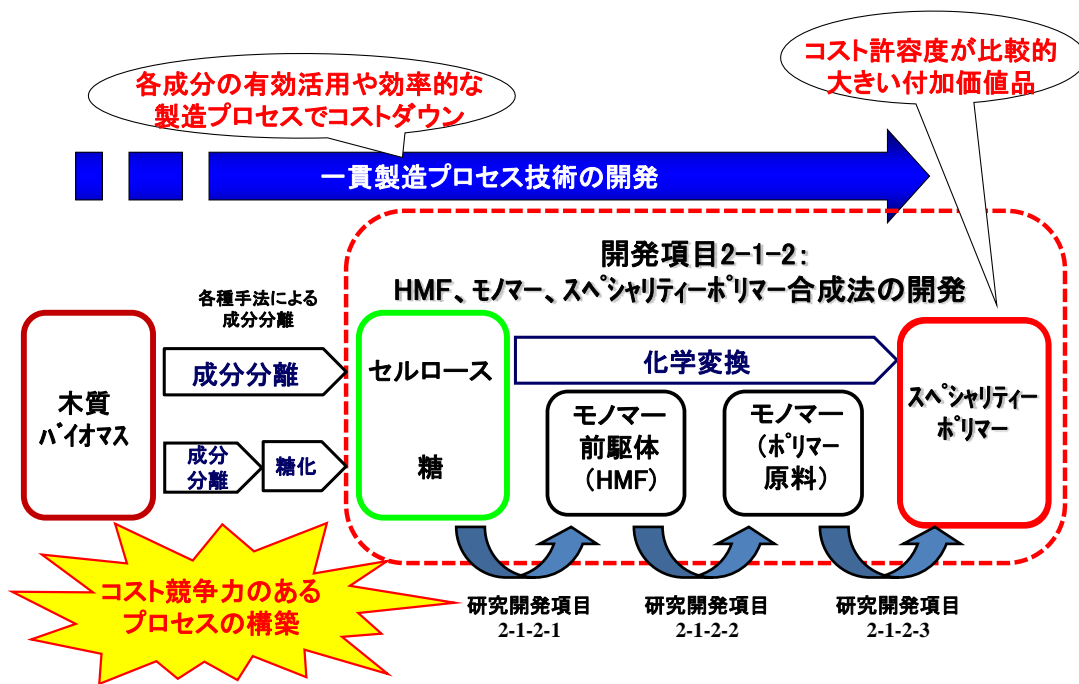 コスト許容度が比較的
大きい付加価値品
各成分の有効活用や効率的な
製造プロセスでコストダウン
一貫製造プロセス技術の開発
開発項目2-1-2:
HMF、モノマー、スペシャリティーポリマー合成法の開発
各種手法による
成分分離
木質
バイオマス
成分分離
成分
分離
糖化
セルロース
糖
化学変換
モノマー
前駆体
(HMF)
モノマー
(ポリマー
原料)
スペシャリティー
ポリマー
コスト競争力のある
プロセスの構築
研究開発項目
2-1-2-1
研究開発項目
2-1-2-2
研究開発項目
2-1-2-3